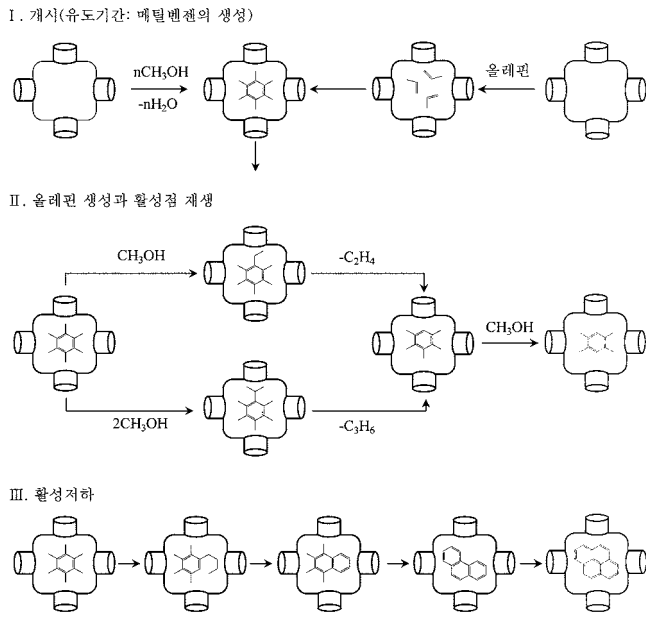 Ⅰ. 개시(유도기간: 메틸벤젠의 생성)
nCH₃OH
-nH₂O
올레핀
Ⅱ. 올레핀 생성과 활성점 재생
CH₃OH
-C₂H₄
CH₃OH
2CH₃OH
-C₃H₆
Ⅲ. 활성저하